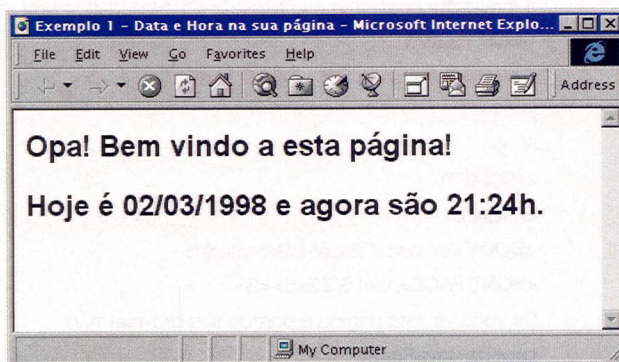 Exemplo 1 - Data e Hora na sua página - Microsoft Internet Explo...
File Edit View Go Favorites Help
Address
Opa! Bem vindo a esta página!
Hoje é 02/03/1998 e agora são 21:24h.
My Computer